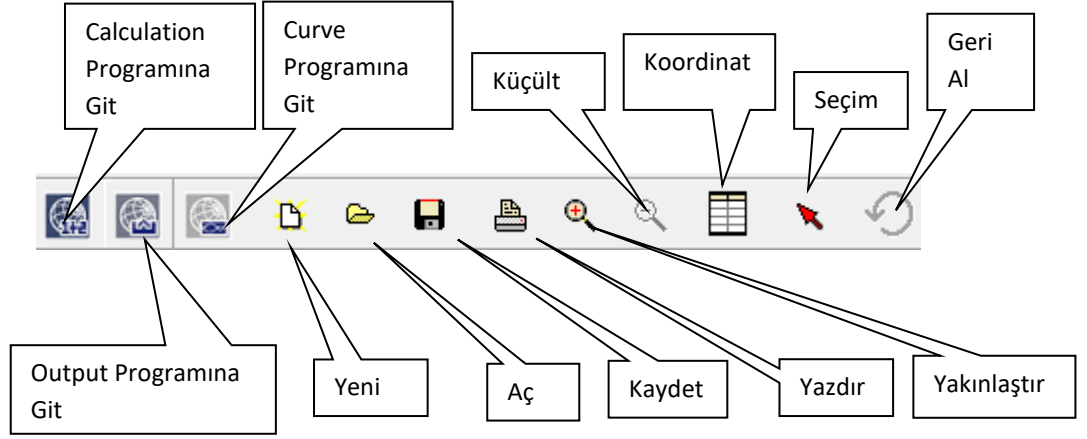 Calculation
Programına
Git
Curve
Programına
Git
Küçült
Koordinat
Seçim
Geri
Al
1+2
Output Programına
Git
Yeni
Aç
Kaydet
Yazdır
Yakınlaştır